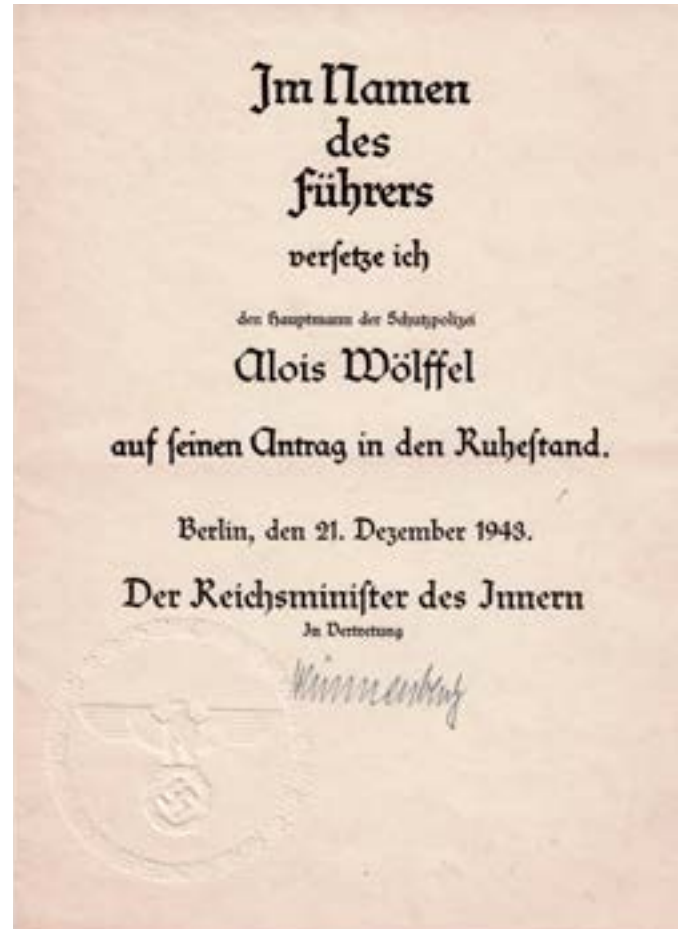 Im Namen
des
Führers
versetze ich
den Hauptmann der Schutzpolizei
Alois Wölffel
auf seinen Antrag in den Ruhestand.
Berlin, den 21. Dezember 1943.
Der Reichsminister des Innern
In Vertretung